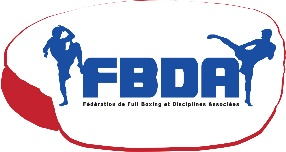 FBDA
Fédération de Full Boxing et Disciplines Associées